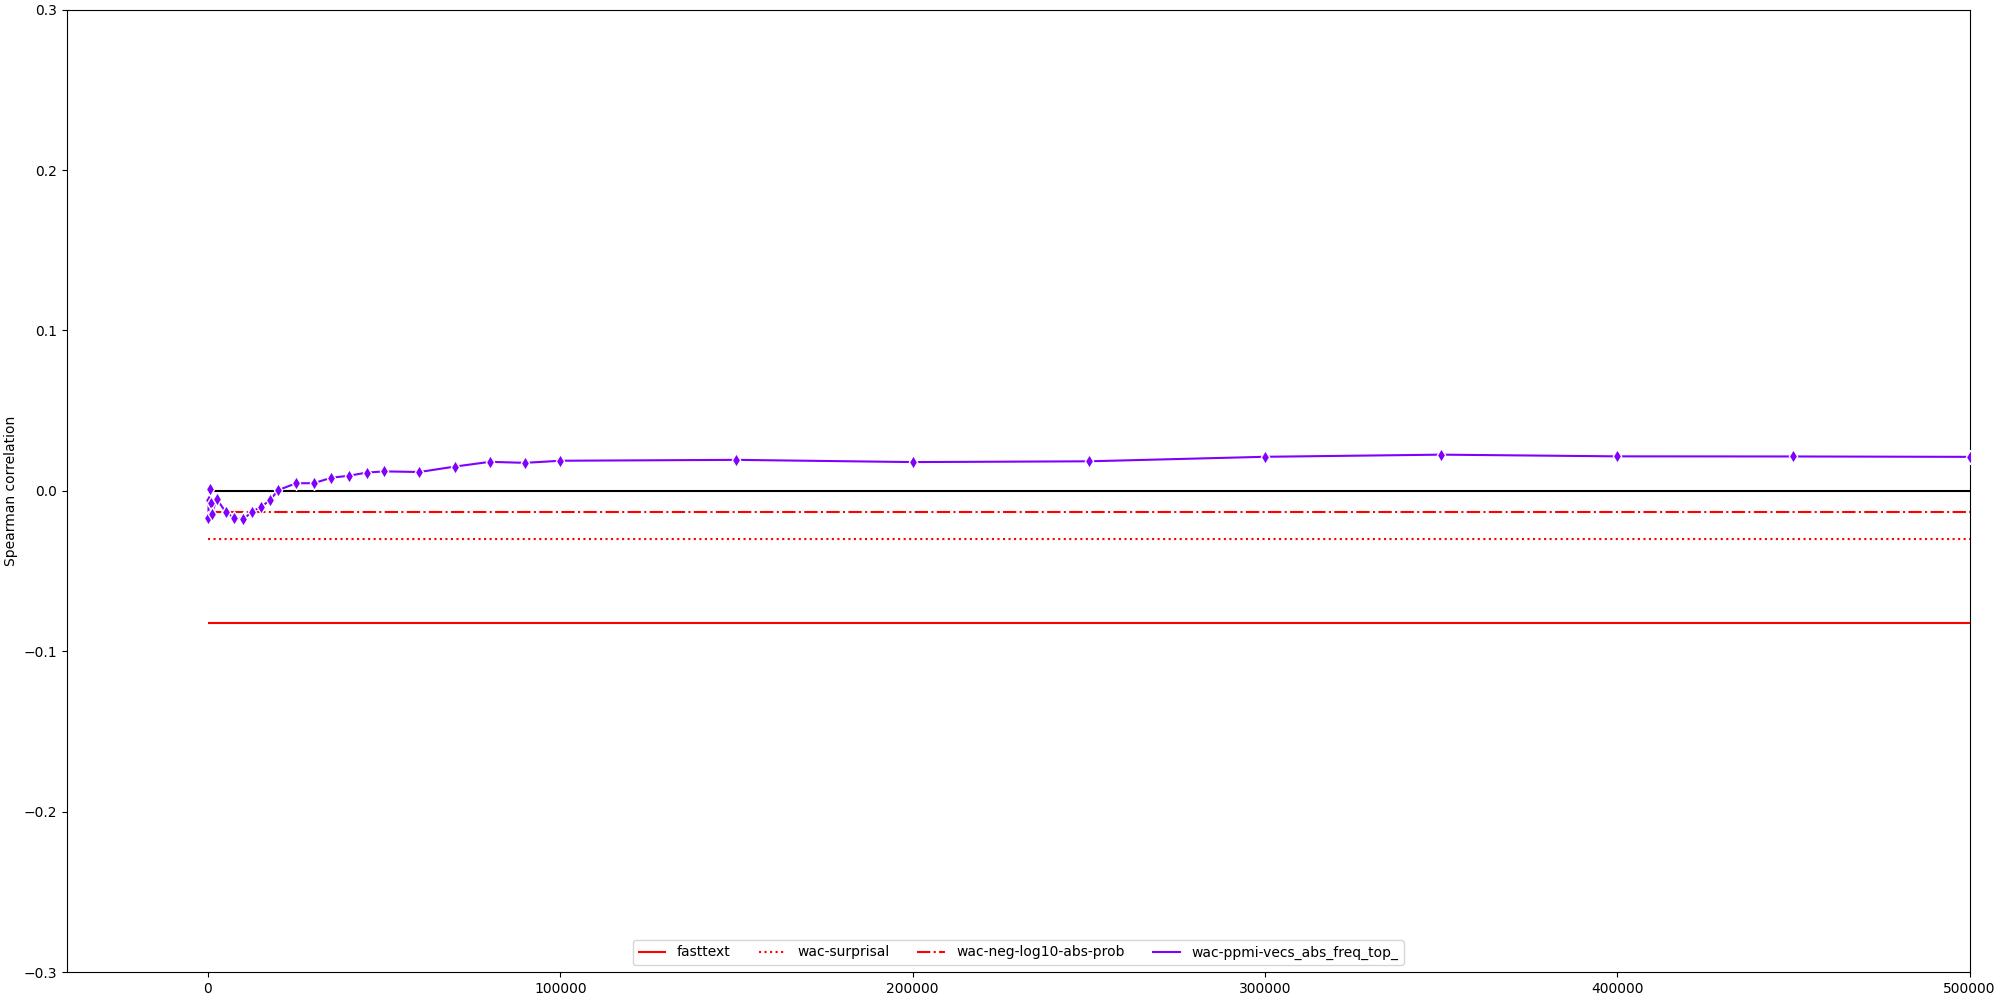 0.3
0.2
0.1
0.0
−0.1
−0.2
−0.3
Spearman correlation
fasttext wac-surprisal wac-neg-log10-abs-prob wac-ppmi-vecs_abs_freq_top_
0 100000 200000 300000 400000 500000